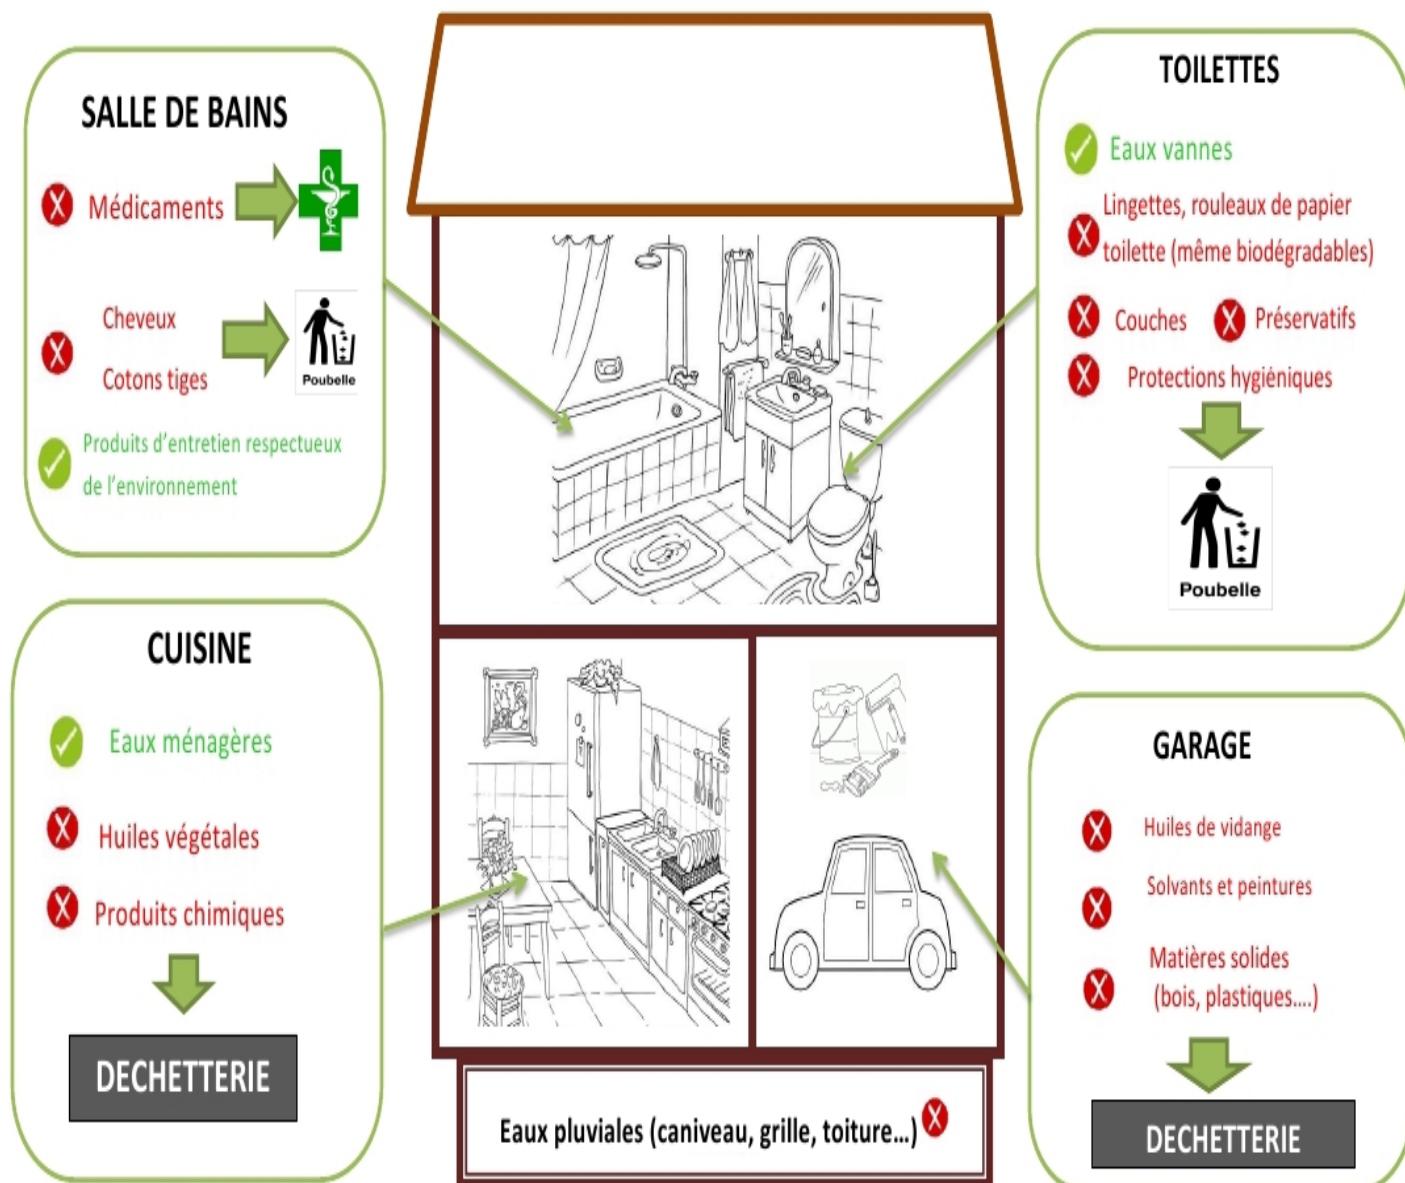 SALLE DE BAINS
Médicaments
Cheveux
Cotons tiges
Poubelle
Produits d'entretien respectueux
de l'environnement
TOILETTES
Eaux vannes
Lingettes, rouleaux de papier
toilette (même biodégradables)
Couches
Préservatifs
Protections hygiéniques
Poubelle
CUISINE
Eaux ménagères
Huiles végétales
Produits chimiques
DECHETTERIE
GARAGE
Huiles de vidange
Solvants et peintures
Matières solides
(bois, plastiques....)
DECHETTERIE
Eaux pluviales (caniveau, grille, toiture...)